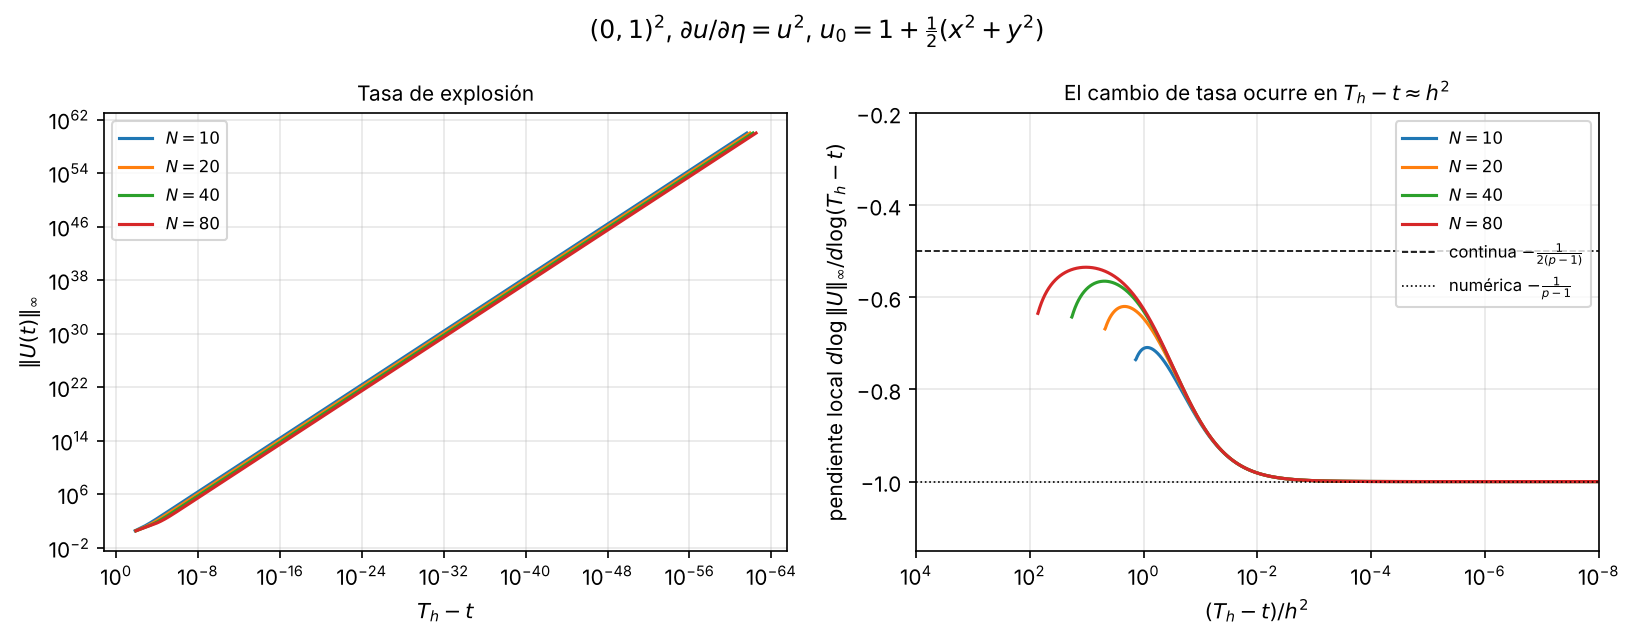 (0, 1)², ∂u/∂η = u², u₀ = 1 + ½(x² + y²)
Tasa de explosión
‖U(t)‖∞
10⁶²
10⁵⁴
10⁴⁶
10³⁸
10³⁰
10²²
10¹⁴
10⁶
10⁻²
N = 10
N = 20
N = 40
N = 80
10⁰ 10⁻⁸ 10⁻¹⁶ 10⁻²⁴ 10⁻³² 10⁻⁴⁰ 10⁻⁴⁸ 10⁻⁵⁶ 10⁻⁶⁴
Tₕ − t
El cambio de tasa ocurre en Tₕ − t ≈ h²
pendiente local dlog‖U‖∞/dlog(Tₕ − t)
−0.2
−0.4
−0.6
−0.8
−1.0
N = 10
N = 20
N = 40
N = 80
continua −1/(2(p−1))
numérica −1/(p−1)
10⁴ 10² 10⁰ 10⁻² 10⁻⁴ 10⁻⁶ 10⁻⁸
(Tₕ − t)/h²